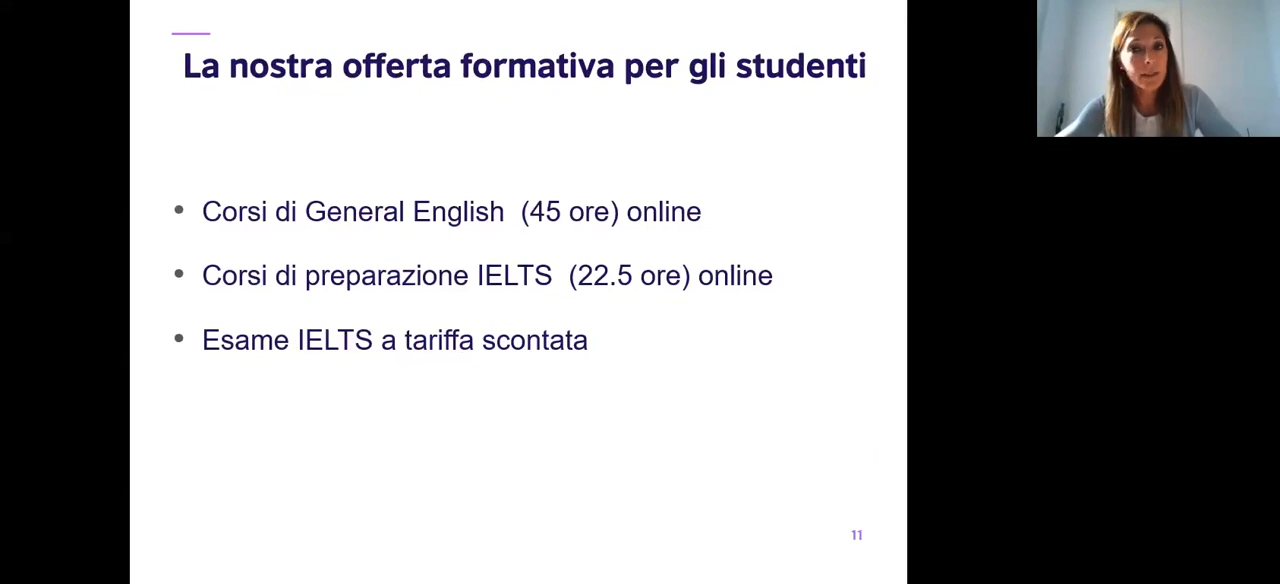 La nostra offerta formativa per gli studenti
• Corsi di General English (45 ore) online
• Corsi di preparazione IELTS (22.5 ore) online
• Esame IELTS a tariffa scontata
11